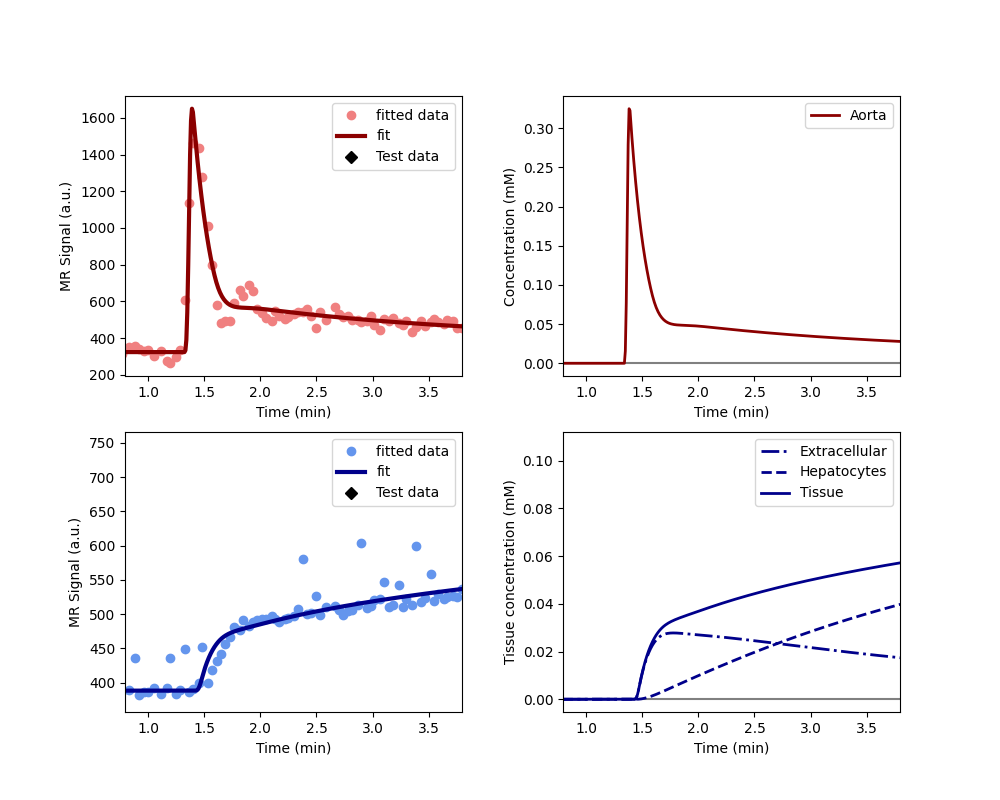 MR Signal (a.u.)
1600
1400
1200
1000
800
600
400
200
fitted data
fit
Test data
1.0 1.5 2.0 2.5 3.0 3.5
Time (min)
Concentration (mM)
0.30
0.25
0.20
0.15
0.10
0.05
0.00
Aorta
1.0 1.5 2.0 2.5 3.0 3.5
Time (min)
MR Signal (a.u.)
750
700
650
600
550
500
450
400
fitted data
fit
Test data
1.0 1.5 2.0 2.5 3.0 3.5
Time (min)
Tissue concentration (mM)
0.10
0.08
0.06
0.04
0.02
0.00
Extracellular
Hepatocytes
Tissue
1.0 1.5 2.0 2.5 3.0 3.5
Time (min)